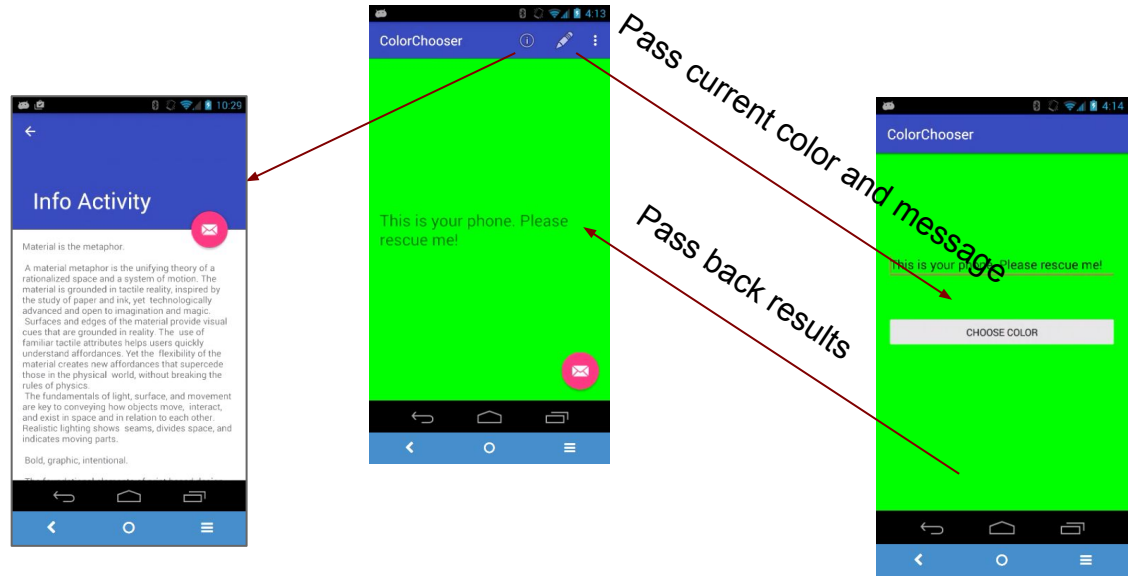 10:29
Info Activity
Material is the metaphor.
A material metaphor is the unifying theory of a
rationalized space and a system of motion. The
material is grounded in tactile reality, inspired by
the study of paper and ink, yet technologically
advanced and open to imagination and magic.
Surfaces and edges of the material provide visual
cues that are grounded in reality. The use of
familiar tactile attributes helps users quickly
understand affordances. Yet the flexibility of the
material creates new affordances that supercede
those in the physical world, without breaking the
rules of physics.
The fundamentals of light, surface, and movement
are key to conveying how objects move, interact,
and exist in space and in relation to each other.
Realistic lighting shows seams, divides space, and
indicates moving parts.
Bold, graphic, intentional.
4:13
ColorChooser
This is your phone. Please
rescue me!
Pass current color and message
Pass back results
4:14
ColorChooser
This is your phone. Please rescue me!
CHOOSE COLOR